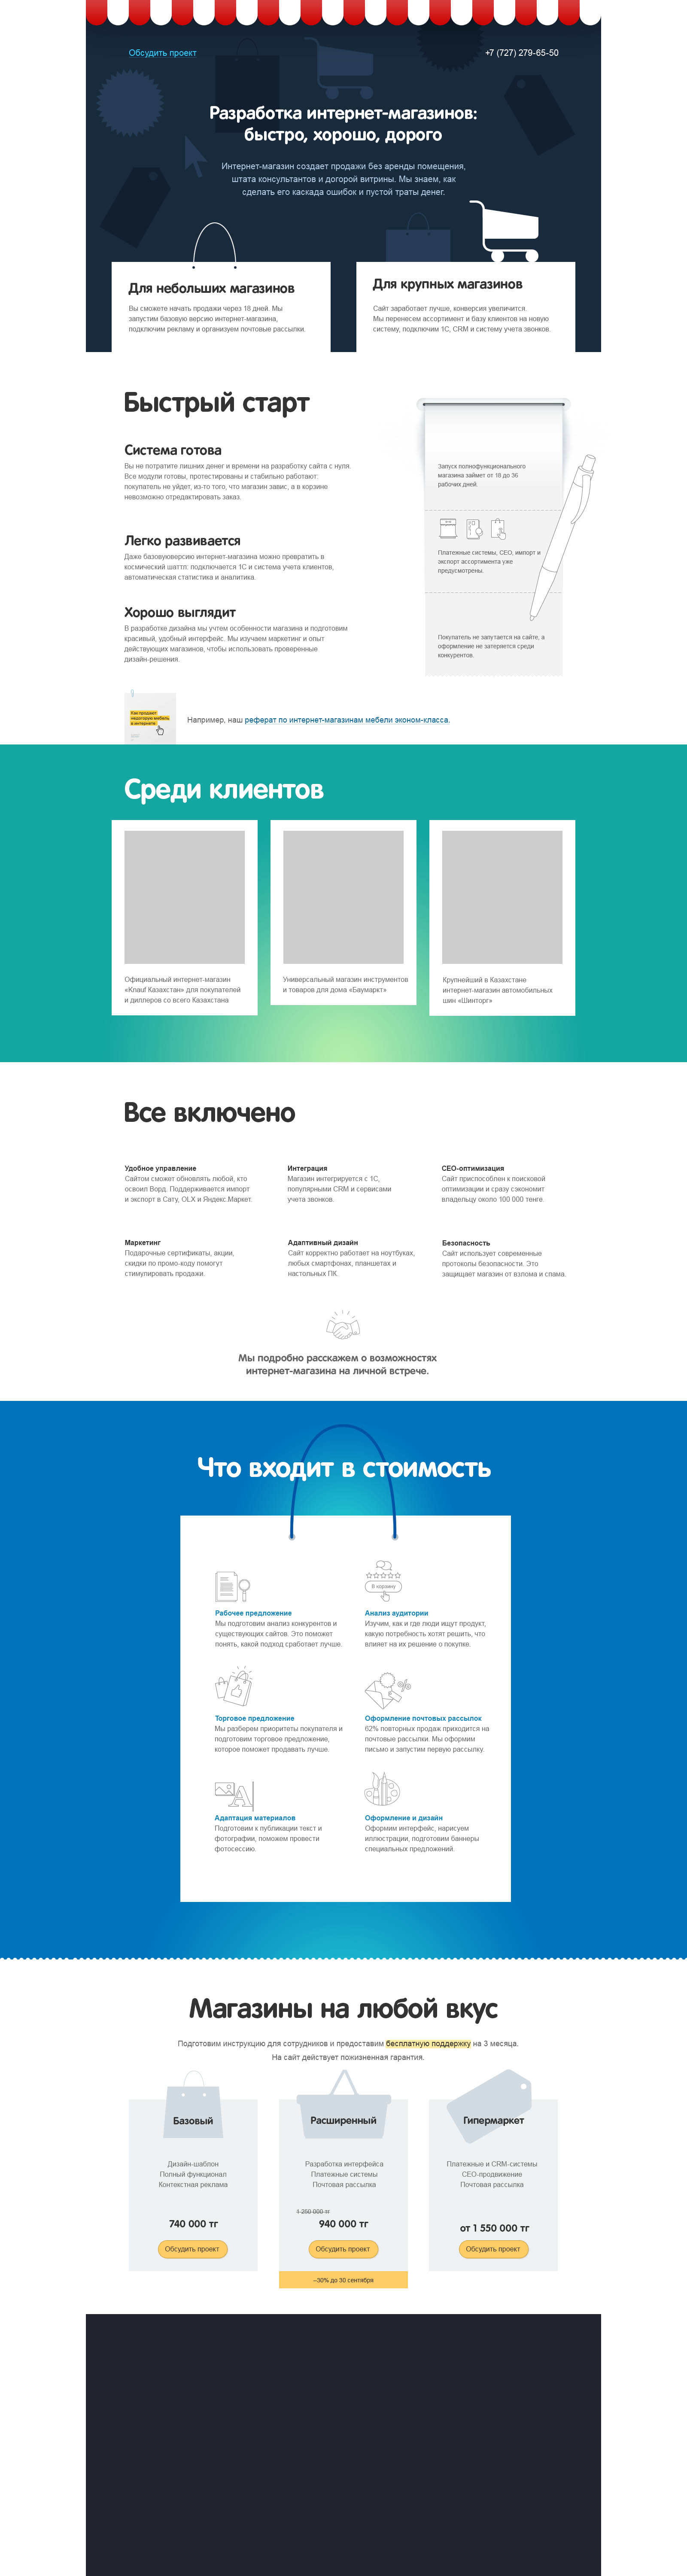 Обсудить проект
+7 (727) 279-65-50
Разработка интернет-магазинов:
быстро, хорошо, дорого
Интернет-магазин создает продажи без аренды помещения,
штата консультантов и догорой витрины. Мы знаем, как
сделать его каскада ошибок и пустой траты денег.
Для небольших магазинов
Вы сможете начать продажи через 18 дней. Мы
запустим базовую версию интернет-магазина,
подключим рекламу и организуем почтовые рассылки.
Для крупных магазинов
Сайт заработает лучше, конверсия увеличится.
Мы перенесем ассортимент и базу клиентов на новую
систему, подключим 1С, CRM и систему учета звонков.
Быстрый старт
Система готова
Вы не потратите лишних денег и времени на разработку сайта с нуля.
Все модули готовы, протестированы и стабильно работают:
покупатель не уйдет, из-то того, что магазин завис, а в корзине
невозможно отредактировать заказ.
Легко развивается
Даже базовуюверсию интернет-магазина можно превратить в
космический шаттл: подключается 1С и система учета клиентов,
автоматическая статистика и аналитика.
Хорошо выглядит
В разработке дизайна мы учтем особенности магазина и подготовим
красивый, удобный интерфейс. Мы изучаем маркетинг и опыт
действующих магазинов, чтобы использовать проверенные
дизайн-решения.
Запуск полнофункционального
магазина займет от 18 до 36
рабочих дней.
Платежные системы, СЕО, импорт и
экспорт ассортимента уже
предусмотрены.
Покупатель не запутается на сайте, а
оформление не затеряется среди
конкурентов.
Как продают
недорогую мебель
в интернете
Например, наш реферат по интернет-магазинам мебели эконом-класса.
Среди клиентов
Официальный интернет-магазин
«Knauf Казахстан» для покупателей
и диллеров со всего Казахстана
Универсальный магазин инструментов
и товаров для дома «Баумаркт»
Крупнейший в Казахстане
интернет-магазин автомобильных
шин «Шинторг»
Все включено
Удобное управление
Сайтом сможет обновлять любой, кто
освоил Ворд. Поддерживается импорт
и экспорт в Сату, OLX и Яндекс.Маркет.
Интеграция
Магазин интегрируется с 1С,
популярными CRM и сервисами
учета звонков.
СЕО-оптимизация
Сайт приспособлен к поисковой
оптимизации и сразу сэкономит
владельцу около 100 000 тенге.
Маркетинг
Подарочные сертификаты, акции,
скидки по промо-коду помогут
стимулировать продажи.
Адаптивный дизайн
Сайт корректно работает на ноутбуках,
любых смартфонах, планшетах и
настольных ПК.
Безопасность
Сайт использует современные
протоколы безопасности. Это
защищает магазин от взлома и спама.
Мы подробно расскажем о возможностях
интернет-магазина на личной встрече.
Что входит в стоимость
В корзину
Рабочее предложение
Мы подготовим анализ конкурентов и
существующих сайтов. Это поможет
понять, какой подход сработает лучше.
Анализ аудитории
Изучим, как и где люди ищут продукт,
какую потребность хотят решить, что
влияет на их решение о покупке.
Торговое предложение
Мы разберем приоритеты покупателя и
подготовим торговое предложение,
которое поможет продавать лучше.
Оформление почтовых рассылок
62% повторных продаж приходится на
почтовые рассылки. Мы оформим
письмо и запустим первую рассылку.
Адаптация материалов
Подготовим к публикации текст и
фотографии, поможем провести
фотосессию.
Оформление и дизайн
Оформим интерфейс, нарисуем
иллюстрации, подготовим баннеры
специальных предложений.
Магазины на любой вкус
Подготовим инструкцию для сотрудников и предоставим бесплатную поддержку на 3 месяца.
На сайт действует пожизненная гарантия.
Базовый
Дизайн-шаблон
Полный функционал
Контекстная реклама
740 000 тг
Обсудить проект
Расширенный
Разработка интерфейса
Платежные системы
Почтовая рассылка
1 250 000 тг
940 000 тг
Обсудить проект
–30% до 30 сентября
Гипермаркет
Платежные и CRM-системы
СЕО-продвижение
Почтовая рассылка
от 1 550 000 тг
Обсудить проект